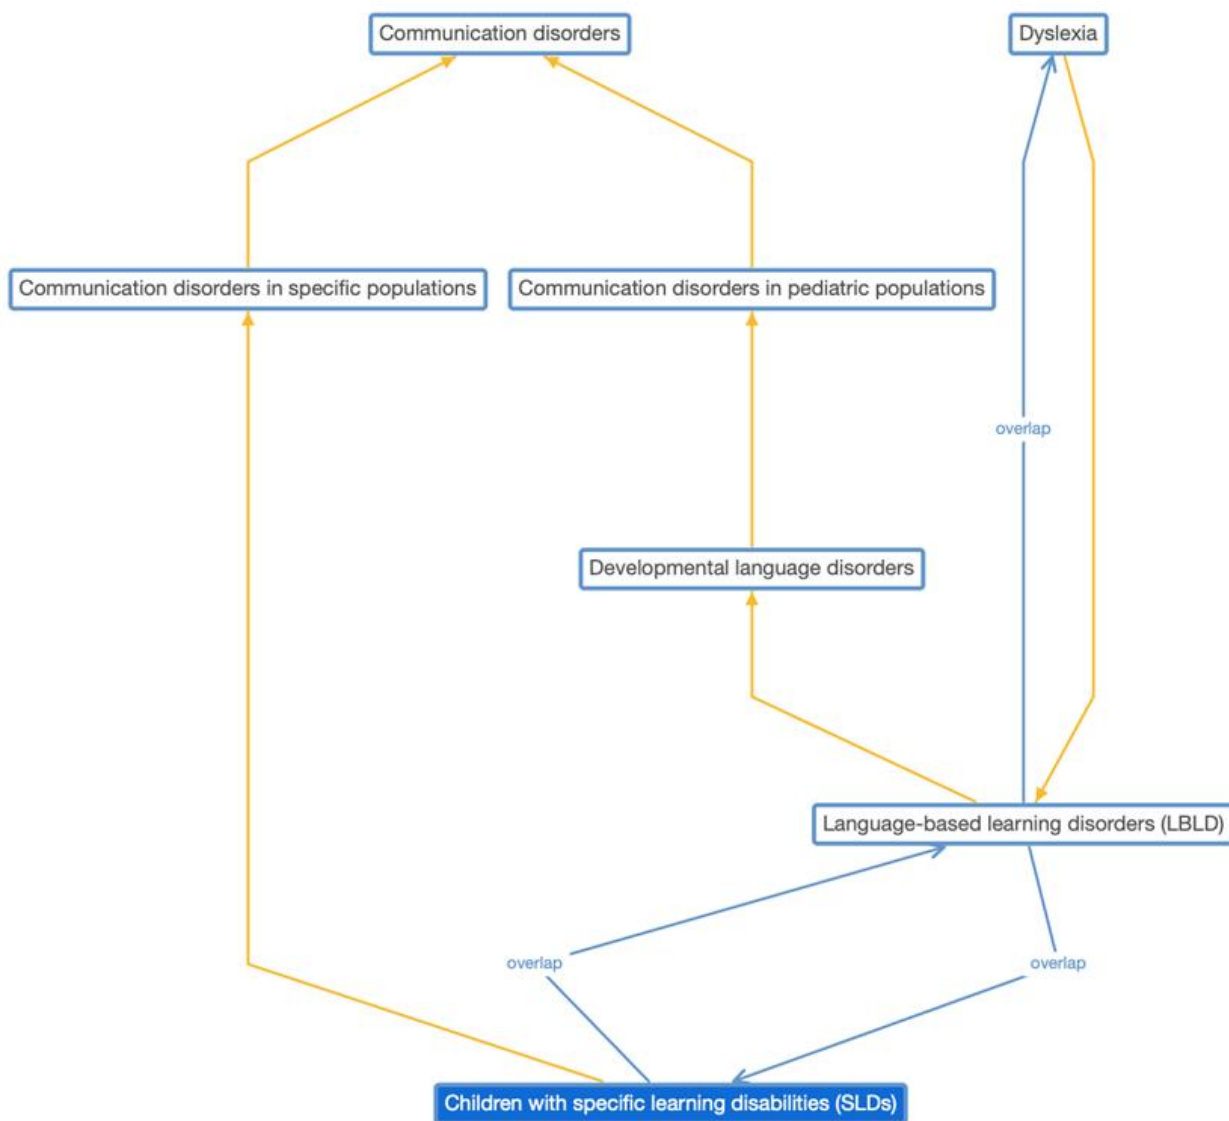 Communication disorders
Dyslexia
Communication disorders in specific populations
Communication disorders in pediatric populations
overlap
Developmental language disorders
Language-based learning disorders (LBLD)
overlap
overlap
Children with specific learning disabilities (SLDs)